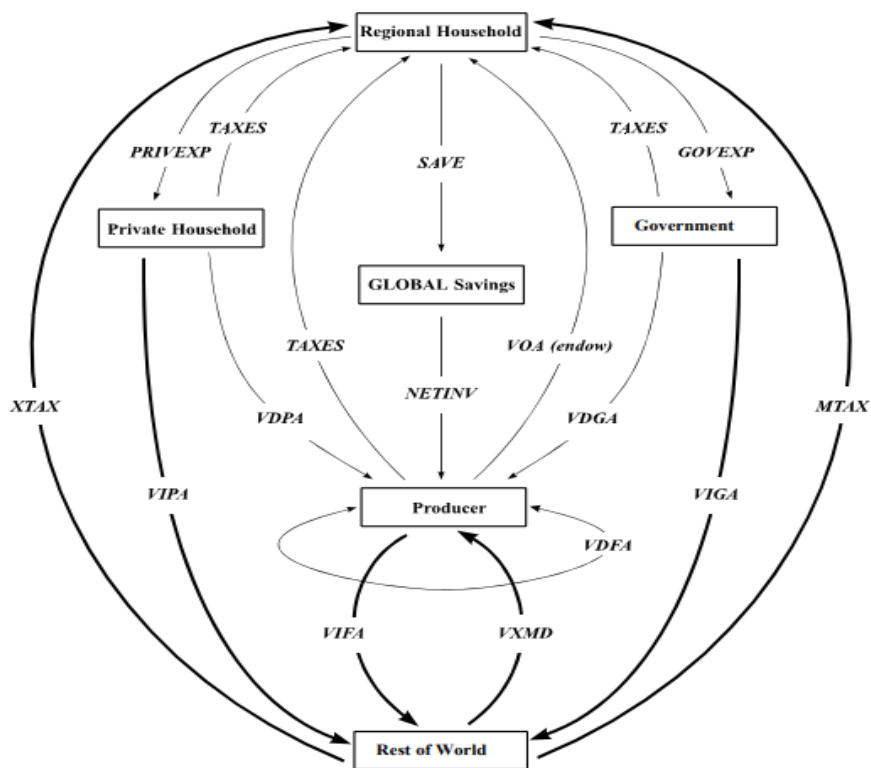 Regional Household
TAXES
TAXES
PRIVEXP
SAVE
GOVEXP
Private Household
Government
GLOBAL Savings
TAXES
VOA (endow)
XTAX
NETINV
MTAX
VDPA
VDGA
VIPA
VIGA
Producer
VDFA
VIFA
VXMD
Rest of World